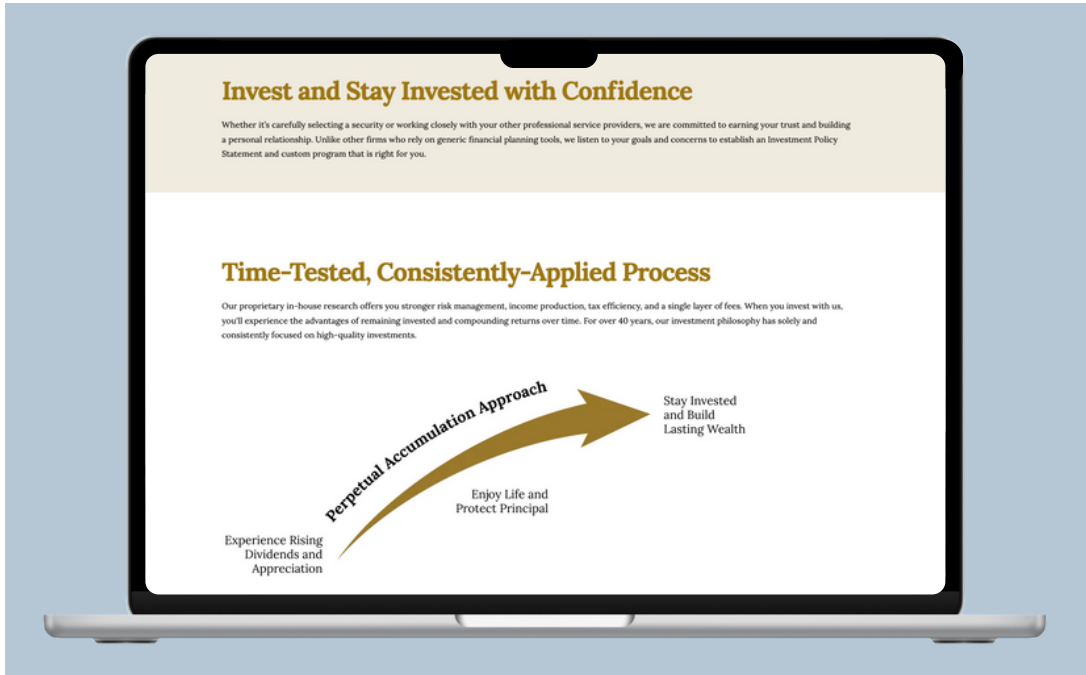 Invest and Stay Invested with Confidence
Whether it's carefully selecting a security or working closely with your other professional service providers, we are committed to earning your trust and building
a personal relationship. Unlike other firms who rely on generic financial planning tools, we listen to your goals and concerns to establish an Investment Policy
Statement and custom program that is right for you.
Time-Tested, Consistently-Applied Process
Our proprietary in-house research offers you stronger risk management, income production, tax efficiency, and a single layer of fees. When you invest with us,
you'll experience the advantages of remaining invested and compounding returns over time. For over 40 years, our investment philosophy has solely and
consistently focused on high-quality investments.
Perpetual Accumulation Approach
Stay Invested
and Build
Lasting Wealth
Enjoy Life and
Protect Principal
Experience Rising
Dividends and
Appreciation